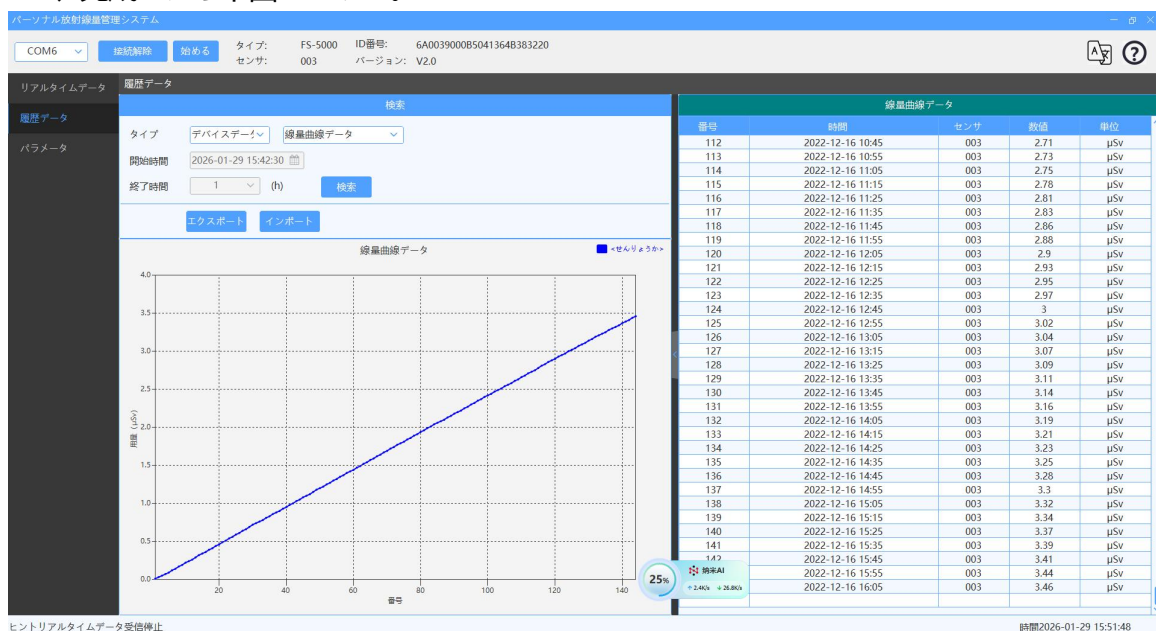 パーソナル放射線量管理システム
COM6 接続解除 始める タイプ: FS-5000 ID番号: 6A0039000B5041364B383220
センサ: 003 バージョン: V2.0
リアルタイムデータ
履歴データ
パラメータ
履歴データ
検索
タイプ デバイスデータ 線量曲線データ
開始時間 2026-01-29 15:42:30
終了時間 1 (h) 検索
エクスポート インポート
線量曲線データ
<せんりょうか>
4.0
3.5
3.0
2.5
2.0
1.5
1.0
0.5
0.0
用量 (μSv)
20 40 60 80 100 120 140
番号
線量曲線データ
番号 時間 センサ 数値 単位
112 2022-12-16 10:45 003 2.71 μSv
113 2022-12-16 10:55 003 2.73 μSv
114 2022-12-16 11:05 003 2.75 μSv
115 2022-12-16 11:15 003 2.78 μSv
116 2022-12-16 11:25 003 2.81 μSv
117 2022-12-16 11:35 003 2.83 μSv
118 2022-12-16 11:45 003 2.86 μSv
119 2022-12-16 11:55 003 2.88 μSv
120 2022-12-16 12:05 003 2.9 μSv
121 2022-12-16 12:15 003 2.93 μSv
122 2022-12-16 12:25 003 2.95 μSv
123 2022-12-16 12:35 003 2.97 μSv
124 2022-12-16 12:45 003 3 μSv
125 2022-12-16 12:55 003 3.02 μSv
126 2022-12-16 13:05 003 3.04 μSv
127 2022-12-16 13:15 003 3.07 μSv
128 2022-12-16 13:25 003 3.09 μSv
129 2022-12-16 13:35 003 3.11 μSv
130 2022-12-16 13:45 003 3.14 μSv
131 2022-12-16 13:55 003 3.16 μSv
132 2022-12-16 14:05 003 3.19 μSv
133 2022-12-16 14:15 003 3.21 μSv
134 2022-12-16 14:25 003 3.23 μSv
135 2022-12-16 14:35 003 3.25 μSv
136 2022-12-16 14:45 003 3.28 μSv
137 2022-12-16 14:55 003 3.3 μSv
138 2022-12-16 15:05 003 3.32 μSv
139 2022-12-16 15:15 003 3.34 μSv
140 2022-12-16 15:25 003 3.37 μSv
141 2022-12-16 15:35 003 3.39 μSv
142 2022-12-16 15:45 003 3.41 μSv
2022-12-16 15:55 003 3.44 μSv
2022-12-16 16:05 003 3.46 μSv
25%
纳米AI
↑ 2.4K/s ↓ 26.8K/s
ヒントリアルタイムデータ受信停止
時間2026-01-29 15:51:48